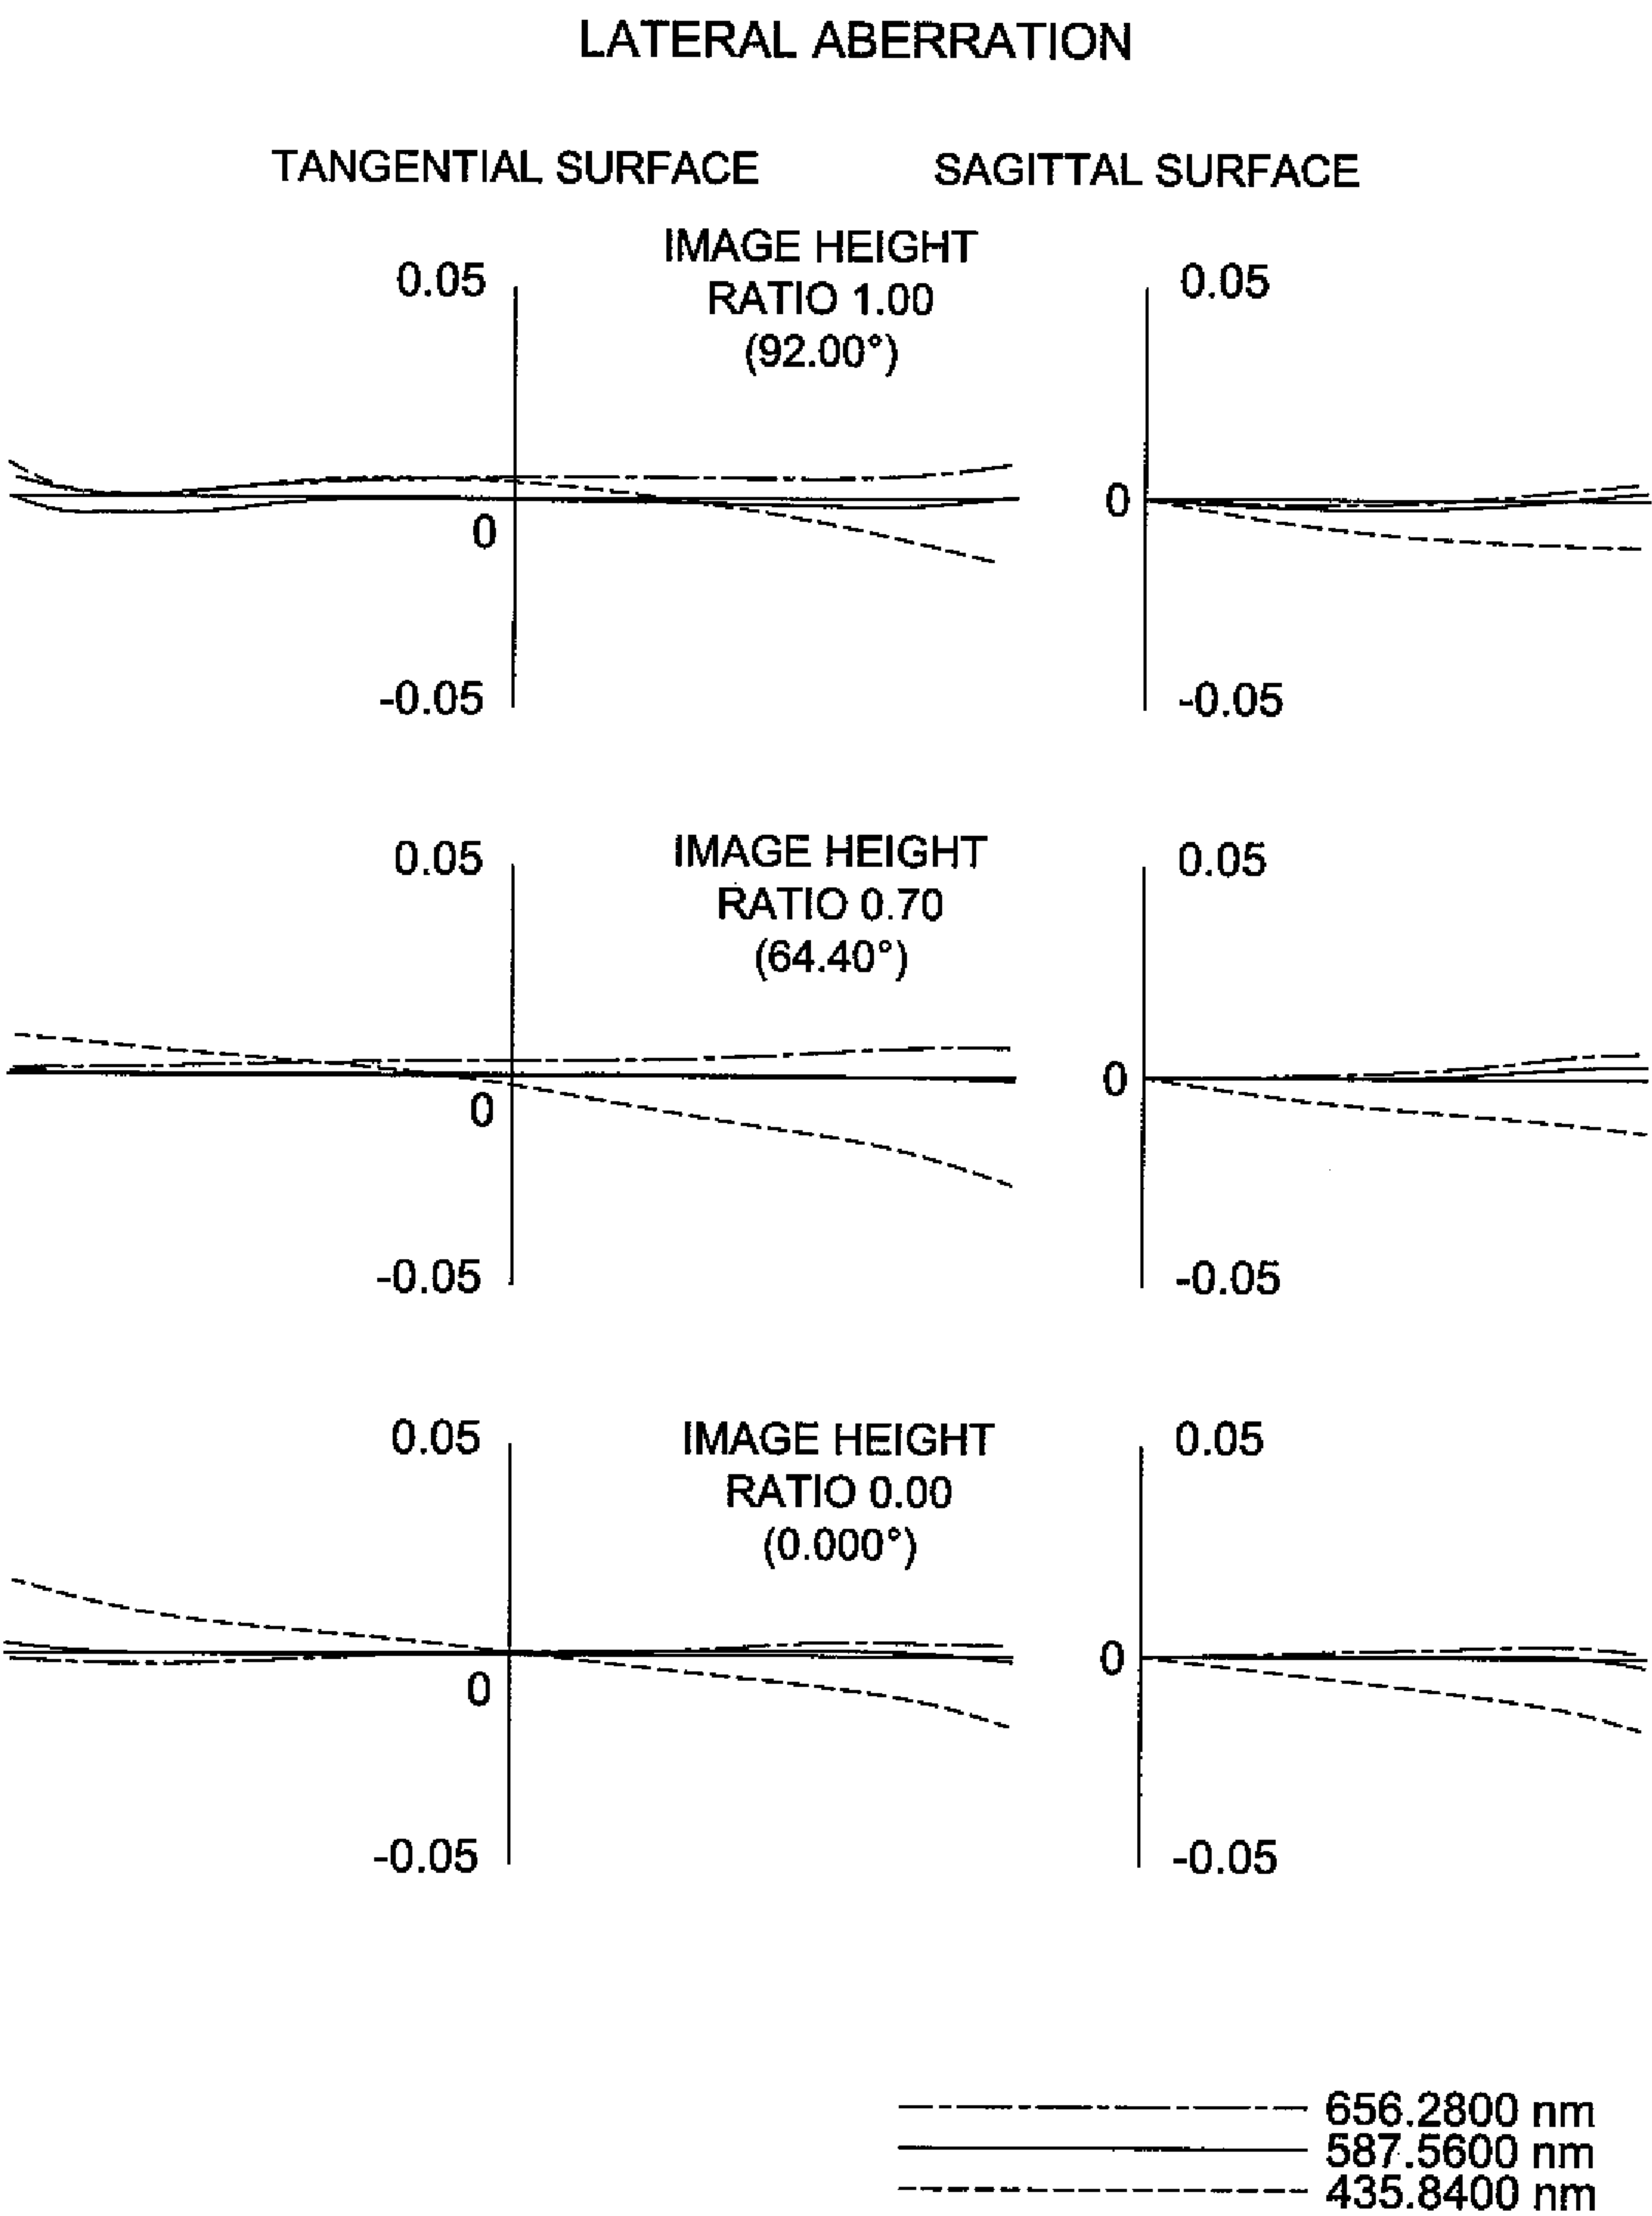 LATERAL ABERRATION
TANGENTIAL SURFACE
SAGITTAL SURFACE
IMAGE HEIGHT
RATIO 1.00
(92.00°)
0.05
0
-0.05
0.05
0
-0.05
IMAGE HEIGHT
RATIO 0.70
(64.40°)
0.05
0
-0.05
0.05
0
-0.05
IMAGE HEIGHT
RATIO 0.00
(0.000°)
0.05
0
-0.05
0.05
0
-0.05
656.2800 nm
587.5600 nm
435.8400 nm